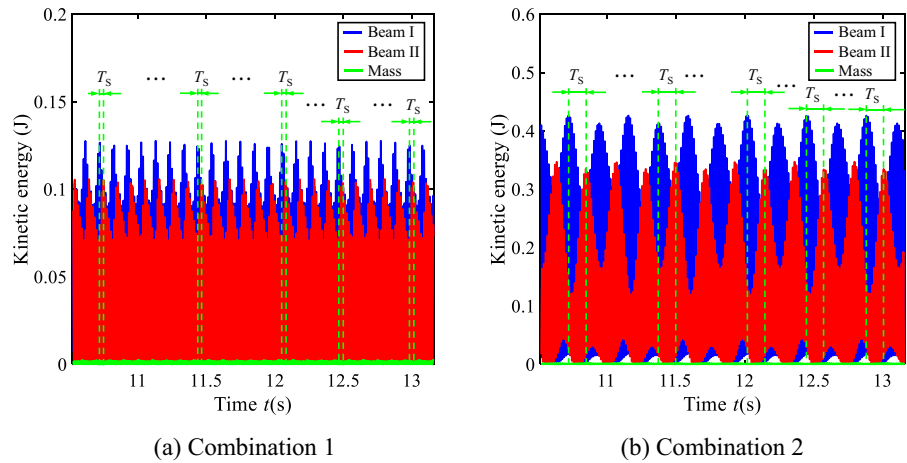 0.2
0.15
0.1
0.05
0
Kinetic energy (J)
Beam I
Beam II
Mass
T_S ··· T_S ··· T_S
··· T_S ··· T_S
11 11.5 12 12.5 13
Time t(s)
(a) Combination 1
0.6
0.5
0.4
0.3
0.2
0.1
0
Kinetic energy (J)
Beam I
Beam II
Mass
T_S ··· T_S ··· T_S ···
T_S ··· T_S
11 11.5 12 12.5 13
Time t(s)
(b) Combination 2